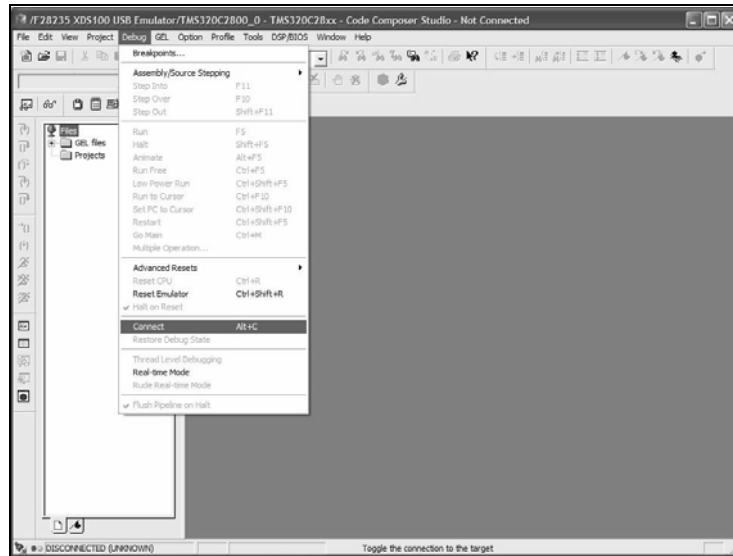 /F28235 XDS100 USB Emulator/TMS320C2800_0 - TMS320C28xx - Code Composer Studio - Not Connected
File Edit View Project Debug GEL Option Profile Tools DSP/BIOS Window Help
Breakpoints...
Assembly/Source Stepping
Step Into F11
Step Over F10
Step Out Shift+F11
Files
GEL files
Projects
Run F5
Halt Shift+F5
Animate Alt+F5
Run Free Ctrl+F5
Low Power Run Ctrl+Shift+F5
Run to Cursor Ctrl+F10
Set PC to Cursor Ctrl+Shift+F10
Restart Ctrl+Shift+F5
Go Main Ctrl+M
Multiple Operation...
Advanced Resets
Reset CPU Ctrl+R
Reset Emulator Ctrl+Shift+R
Halt on Reset
Connect Alt+C
Restore Debug State
Thread Level Debugging
Real-time Mode
Rude Real-time Mode
Flush Pipeline on Halt
DISCONNECTED (UNKNOWN) Toggle the connection to the target